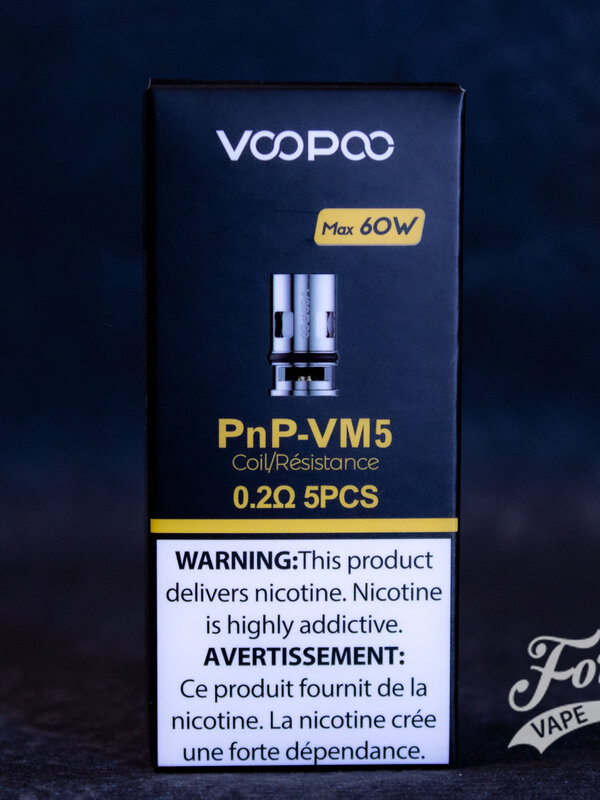 VOOPOO
Max 60W
VOOPOO
PnP-VM5
Coil/Résistance
0.2Ω 5PCS
WARNING:This product
delivers nicotine. Nicotine
is highly addictive.
AVERTISSEMENT:
Ce produit fournit de la
nicotine. La nicotine crée
une forte dépendance.
VAPE